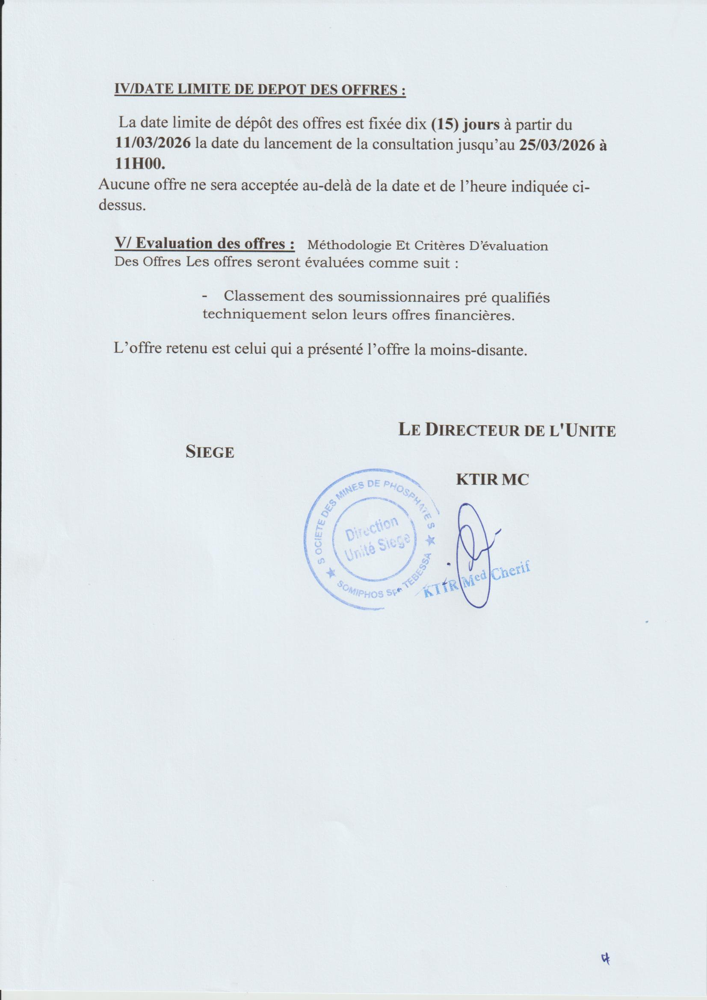 IV/DATE LIMITE DE DEPOT DES OFFRES :
La date limite de dépôt des offres est fixée dix (15) jours à partir du
11/03/2026 la date du lancement de la consultation jusqu’au 25/03/2026 à
11H00.
Aucune offre ne sera acceptée au-delà de la date et de l’heure indiquée ci-
dessus.
V/ Evaluation des offres : Méthodologie Et Critères D’évaluation
Des Offres Les offres seront évaluées comme suit :
- Classement des soumissionnaires pré qualifiés
techniquement selon leurs offres financières.
L’offre retenu est celui qui a présenté l’offre la moins-disante.
LE DIRECTEUR DE L'UNITE
SIEGE
KTIR MC
SOCIETE DES MINES DE PHOSPHATES
Direction
Unité Siege
SOMIPHOS Spa TEBESSA
KTIR Med Cherif
4